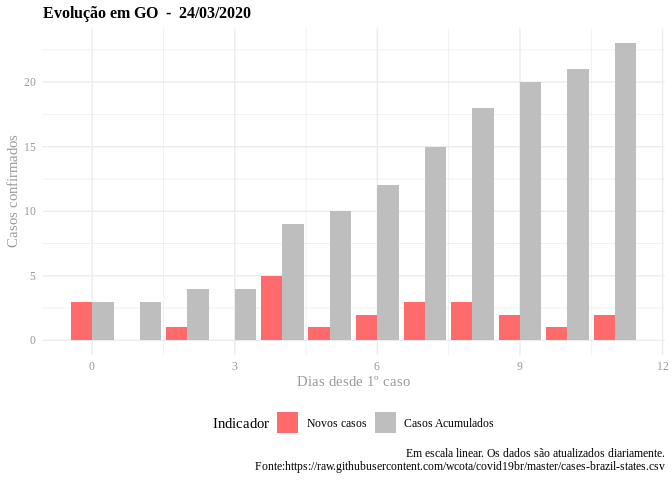 Evolução em GO  -  24/03/2020
Casos confirmados
20
15
10
5
0
0 3 6 9 12
Dias desde 1º caso
Indicador Novos casos Casos Acumulados
Em escala linear. Os dados são atualizados diariamente.
Fonte:https://raw.githubusercontent.com/wcota/covid19br/master/cases-brazil-states.csv